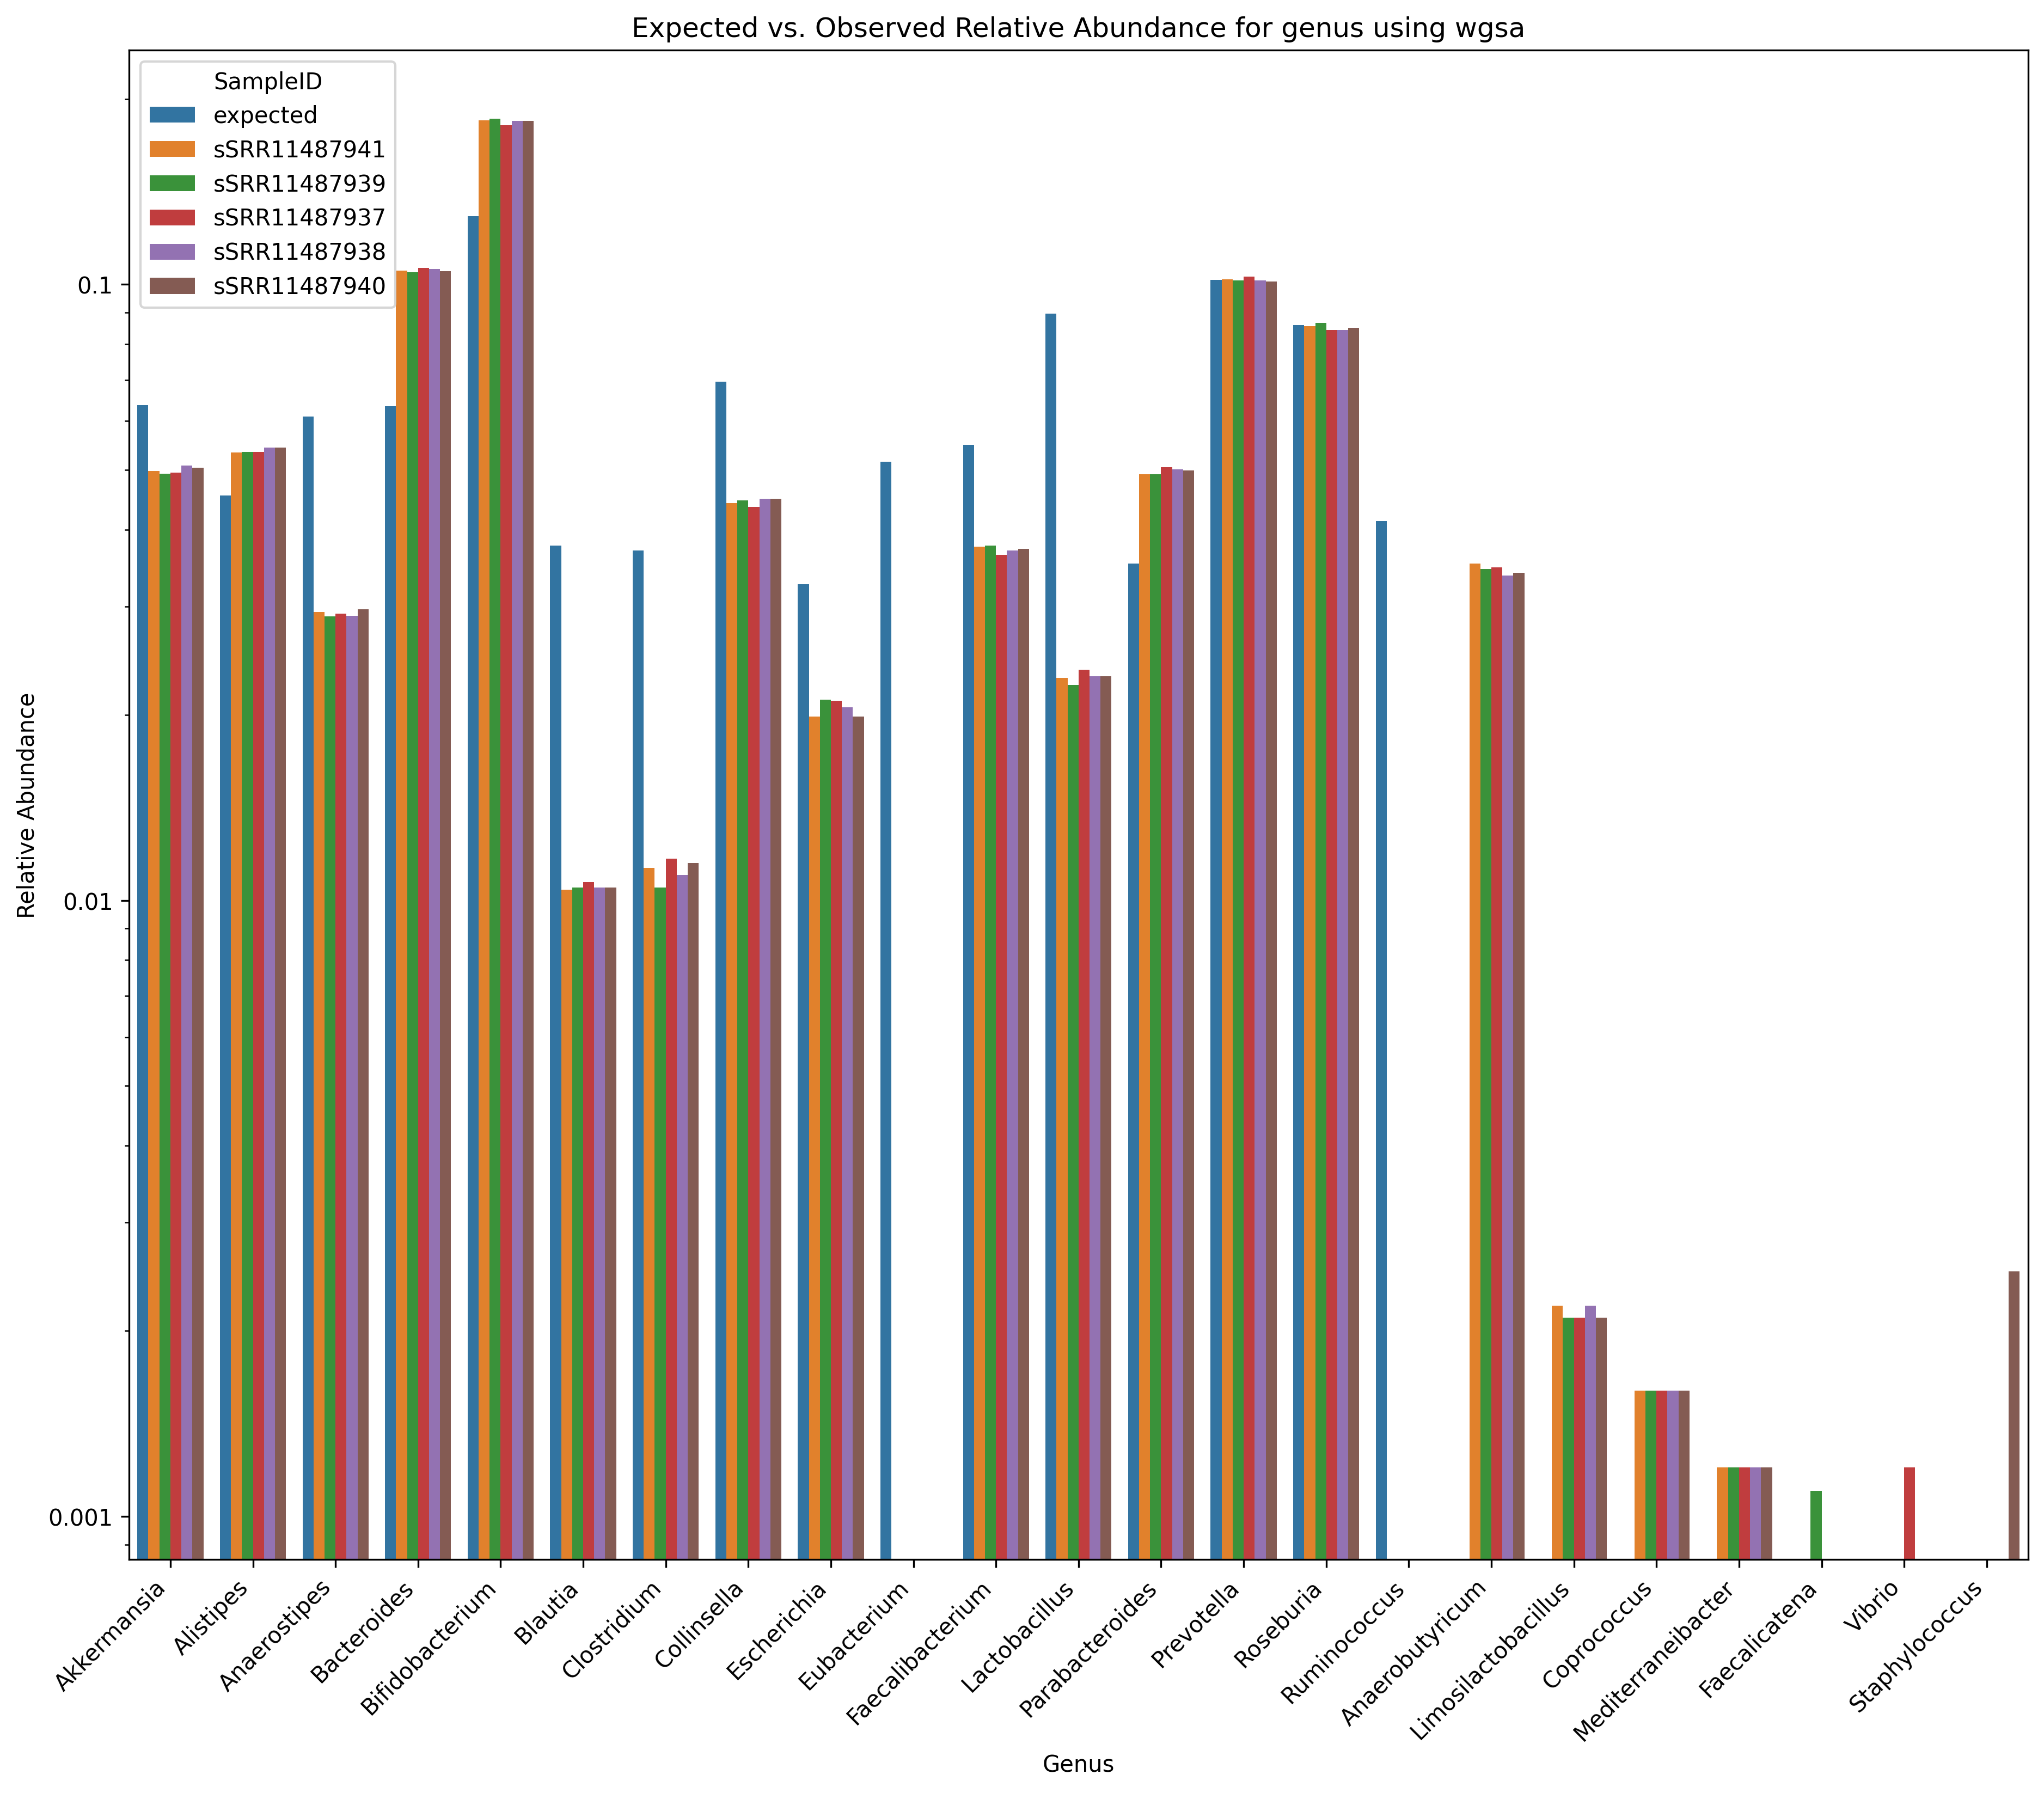 Expected vs. Observed Relative Abundance for genus using wgsa
SampleID
expected
sSRR11487941
sSRR11487939
sSRR11487937
sSRR11487938
sSRR11487940
0.1
0.01
0.001
Relative Abundance
Akkermansia
Alistipes
Anaerostipes
Bacteroides
Bifidobacterium
Blautia
Clostridium
Collinsella
Escherichia
Eubacterium
Faecalibacterium
Lactobacillus
Parabacteroides
Prevotella
Roseburia
Ruminococcus
Anaerobutyricum
Limosilactobacillus
Coprococcus
Mediterraneibacter
Faecalicatena
Vibrio
Staphylococcus
Genus